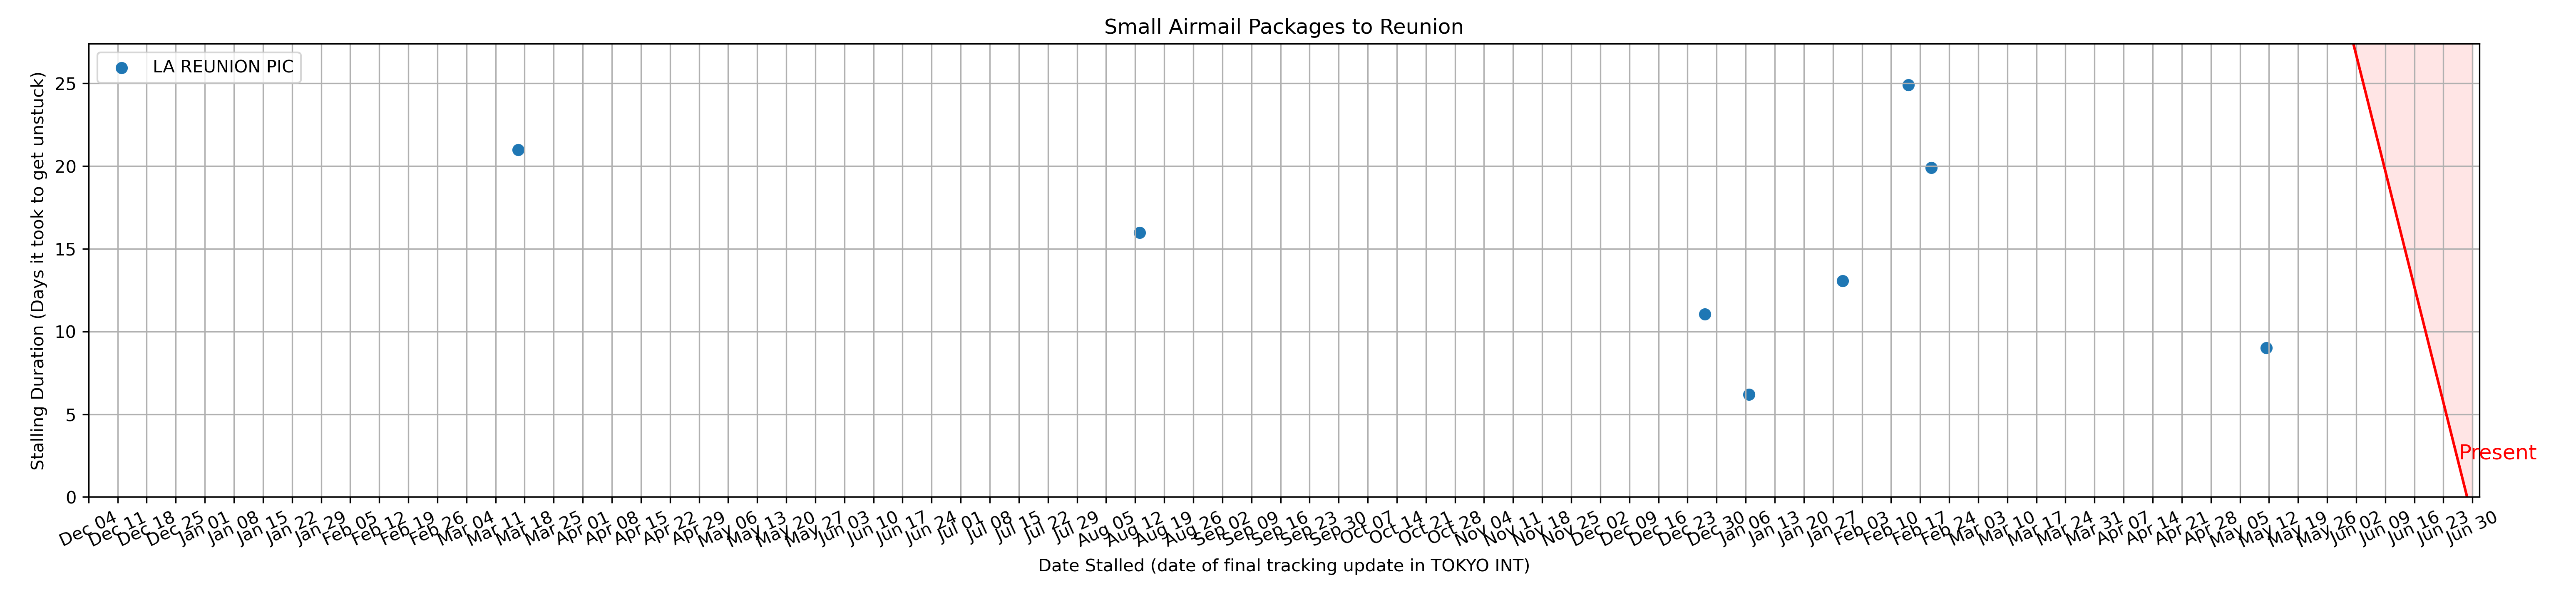 Small Airmail Packages to Reunion
LA REUNION PIC
Stalling Duration (Days it took to get unstuck)
25
20
15
10
5
0
Present
Dec 04
Dec 11
Dec 18
Dec 25
Jan 01
Jan 08
Jan 15
Jan 22
Jan 29
Feb 05
Feb 12
Feb 19
Feb 26
Mar 04
Mar 11
Mar 18
Mar 25
Apr 01
Apr 08
Apr 15
Apr 22
Apr 29
May 06
May 13
May 20
May 27
Jun 03
Jun 10
Jun 17
Jun 24
Jul 01
Jul 08
Jul 15
Jul 22
Jul 29
Aug 05
Aug 12
Aug 19
Aug 26
Sep 02
Sep 09
Sep 16
Sep 23
Sep 30
Oct 07
Oct 14
Oct 21
Oct 28
Nov 04
Nov 11
Nov 18
Nov 25
Dec 02
Dec 09
Dec 16
Dec 23
Dec 30
Jan 06
Jan 13
Jan 20
Jan 27
Feb 03
Feb 10
Feb 17
Feb 24
Mar 03
Mar 10
Mar 17
Mar 24
Mar 31
Apr 07
Apr 14
Apr 21
Apr 28
May 05
May 12
May 19
May 26
Jun 02
Jun 09
Jun 16
Jun 23
Jun 30
Date Stalled (date of final tracking update in TOKYO INT)